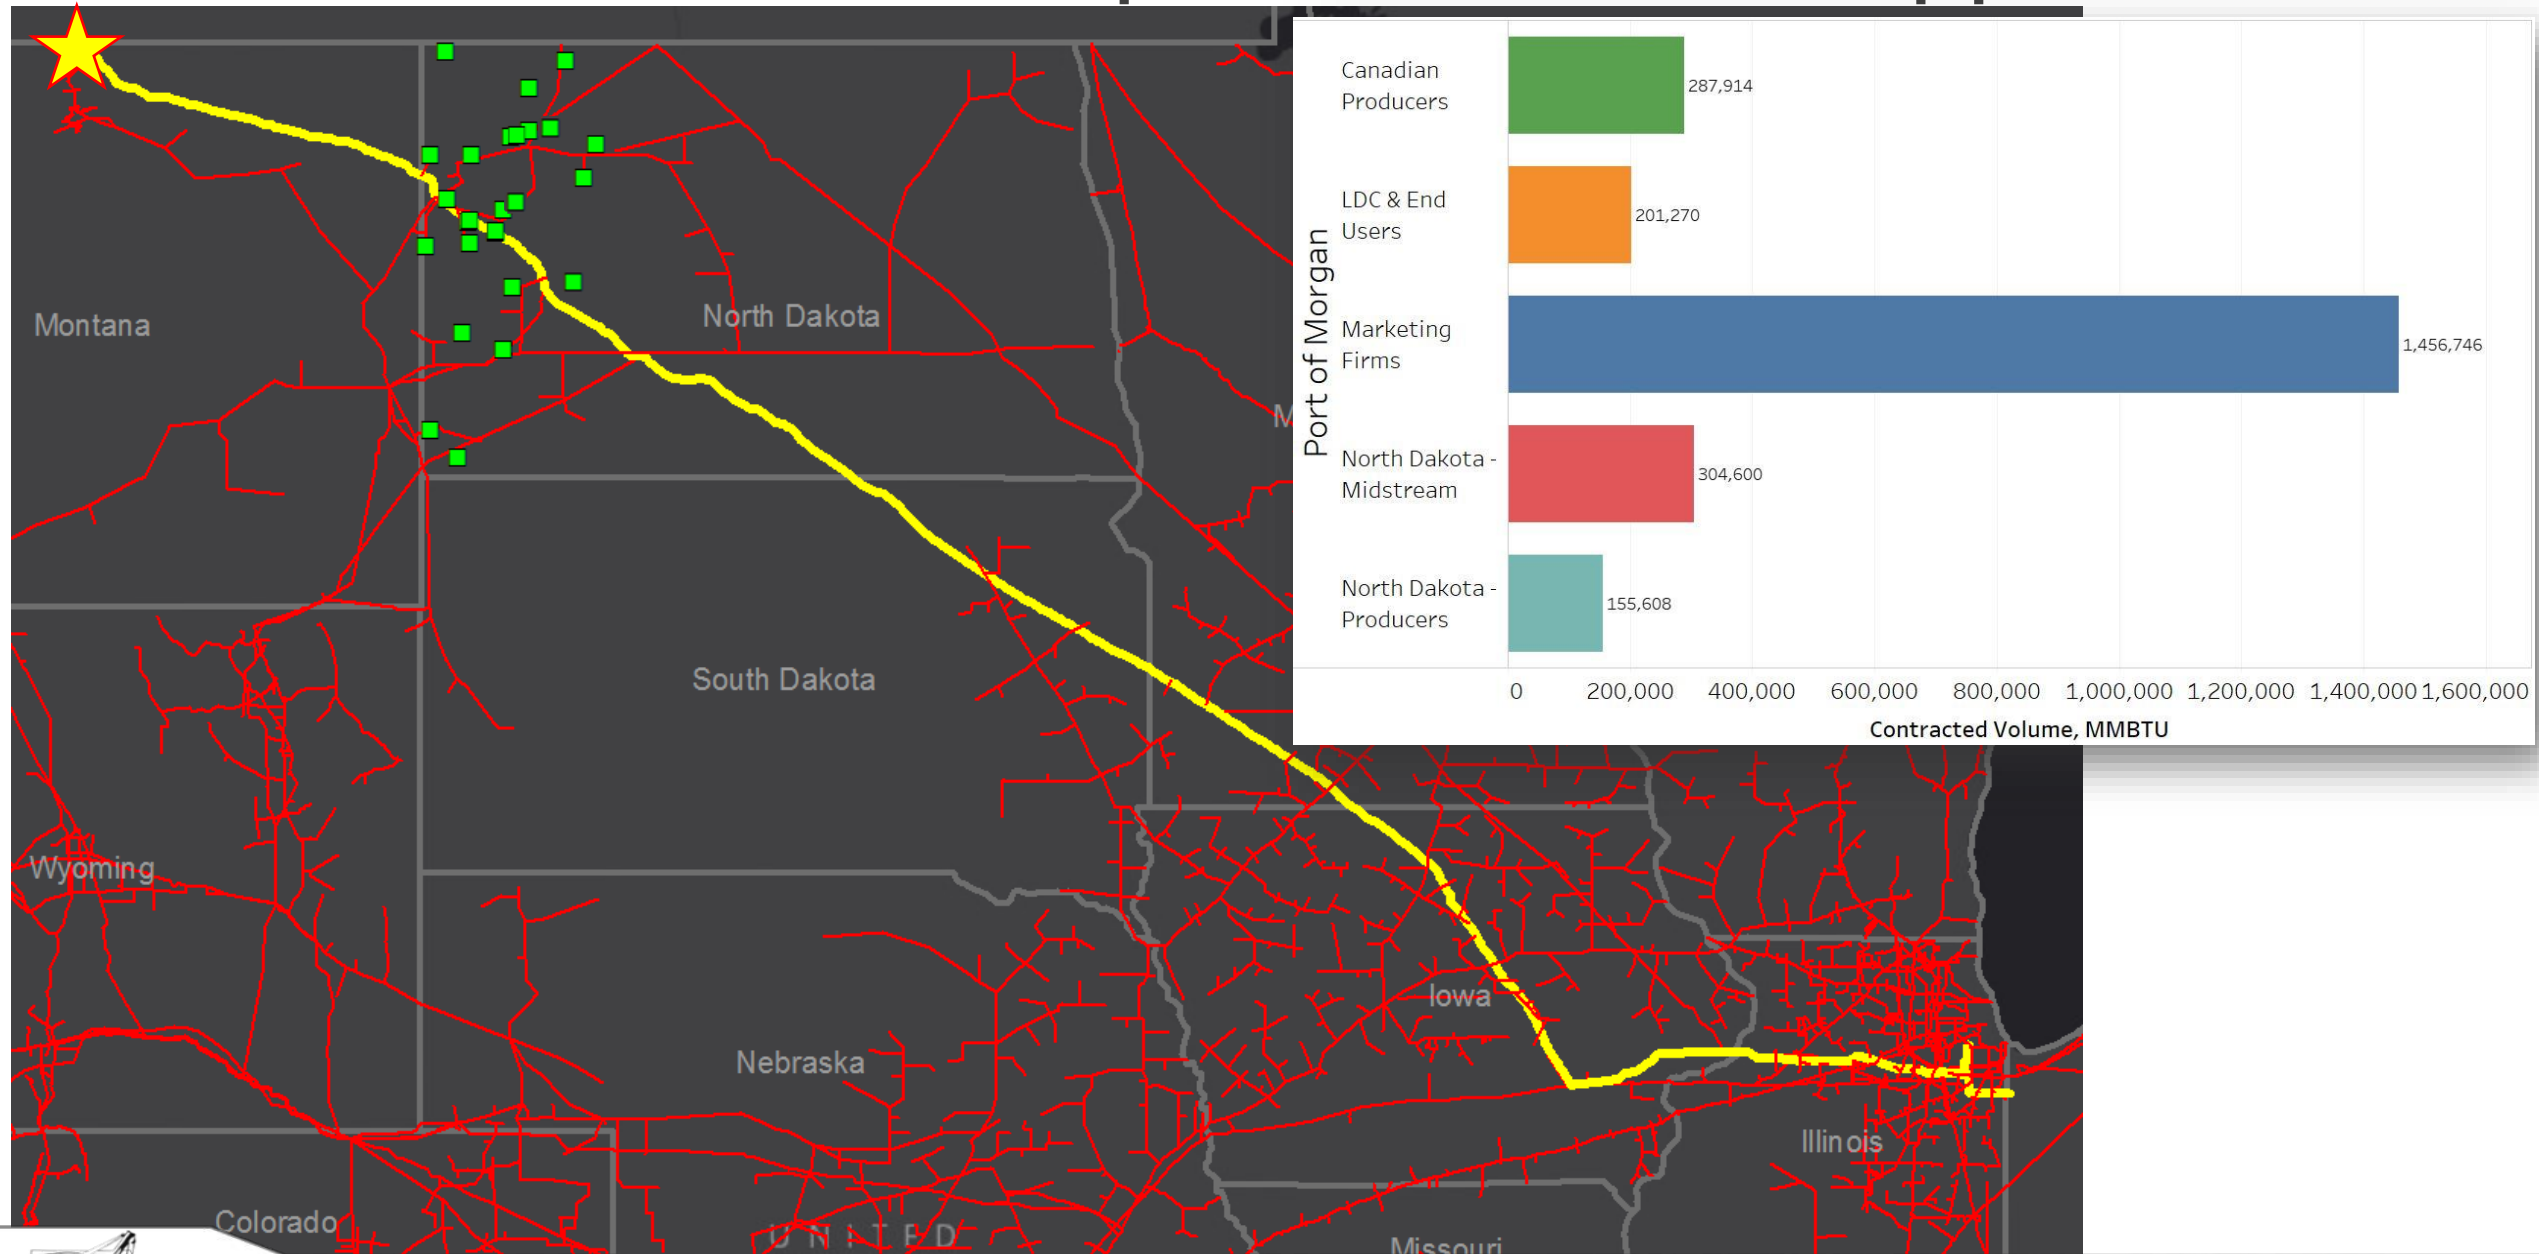 Montana
North Dakota
South Dakota
Wyoming
Nebraska
Iowa
Illinois
Colorado
UNITED
Missouri
Port of Morgan
Canadian
Producers
287,914
LDC & End
Users
201,270
Marketing
Firms
1,456,746
North Dakota -
Midstream
304,600
North Dakota -
Producers
155,608
0 200,000 400,000 600,000 800,000 1,000,000 1,200,000 1,400,000 1,600,000
Contracted Volume, MMBTU